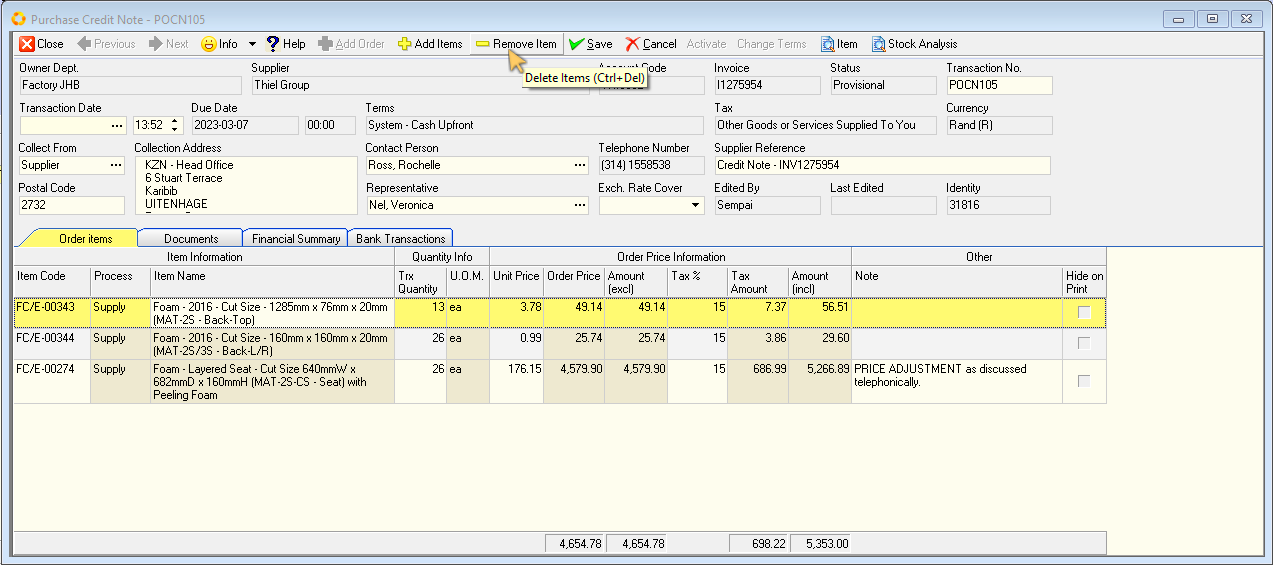 Purchase Credit Note - POCN105
Close Previous Next Info Help Add Order Add Items Remove Item Save Cancel Activate Change Terms Item Stock Analysis
Delete Items (Ctrl+Del)
Owner Dept. Supplier Account Code Invoice Status Transaction No.
Factory JHB Thiel Group I1275954 Provisional POCN105
Transaction Date Due Date Terms Tax Currency
13:52 2023-03-07 00:00 System - Cash Upfront Other Goods or Services Supplied To You Rand (R)
Collect From Collection Address Contact Person Telephone Number Supplier Reference
Supplier KZN - Head Office Ross, Rochelle (314) 1558538 Credit Note - INV1275954
6 Stuart Terrace
Postal Code Karibib Representative Exch. Rate Cover Edited By Last Edited Identity
2732 UITENHAGE Nel, Veronica Sempai 31816
Order items Documents Financial Summary Bank Transactions
Item Information Quantity Info Order Price Information Other
Item Code Process Item Name Trx Quantity U.O.M. Unit Price Order Price Amount (excl) Tax % Tax Amount Amount (incl) Note Hide on Print
FC/E-00343 Supply Foam - 2016 - Cut Size - 1285mm x 76mm x 20mm 13 ea 3.78 49.14 49.14 15 7.37 56.51
(MAT-2S - Back-Top)
FC/E-00344 Supply Foam - 2016 - Cut Size - 160mm x 160mm x 20mm 26 ea 0.99 25.74 25.74 15 3.86 29.60
(MAT-2S/3S - Back-L/R)
FC/E-00274 Supply Foam - Layered Seat - Cut Size 640mmW x 26 ea 176.15 4,579.90 4,579.90 15 686.99 5,266.89 PRICE ADJUSTMENT as discussed
682mmD x 160mmH (MAT-2S-CS - Seat) with telephonically.
Peeling Foam
4,654.78 4,654.78 698.22 5,353.00